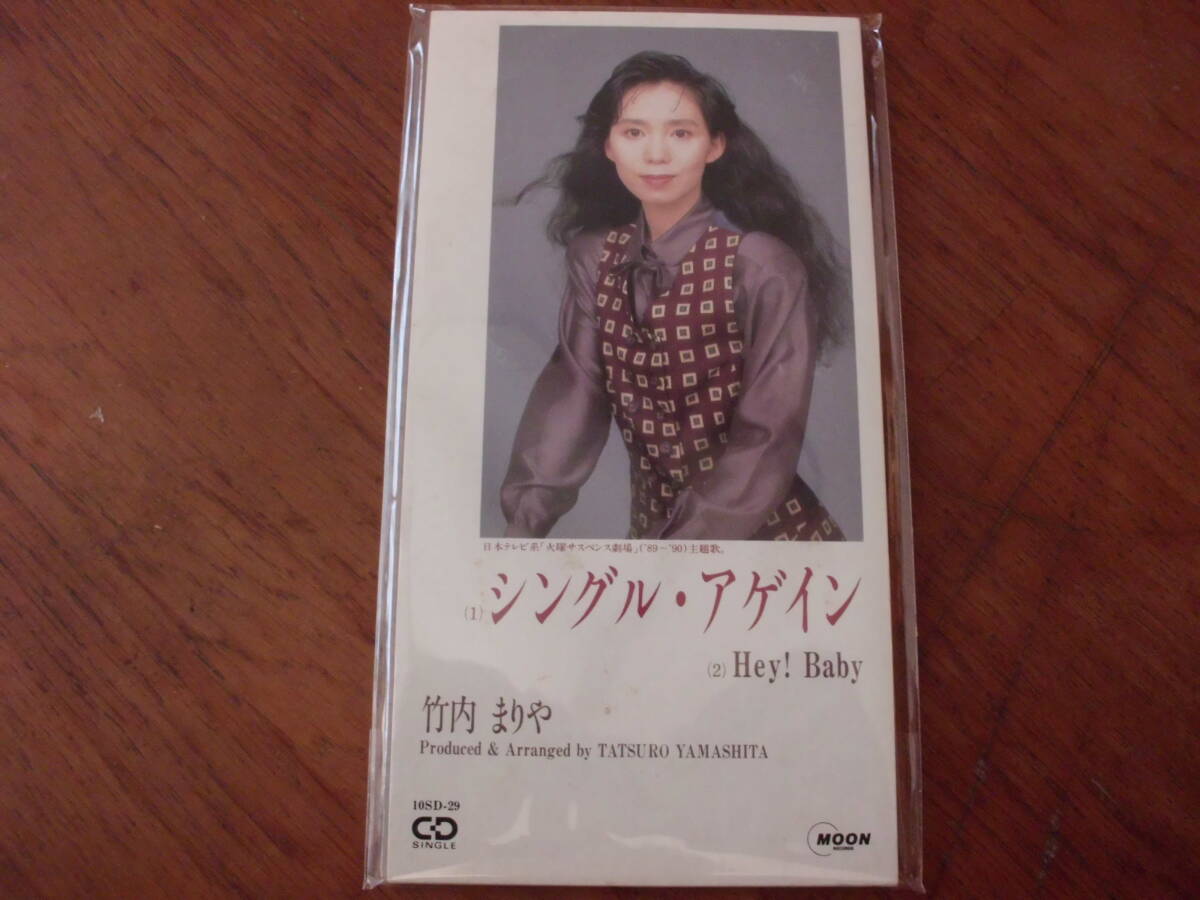 日本テレビ系「火曜サスペンス劇場」('89〜'90)主題歌。
(1) シングル・アゲイン
(2) Hey! Baby
竹内 まりや
Produced & Arranged by TATSURO YAMASHITA
10SD-29
CD
SINGLE
MOON
RECORDS